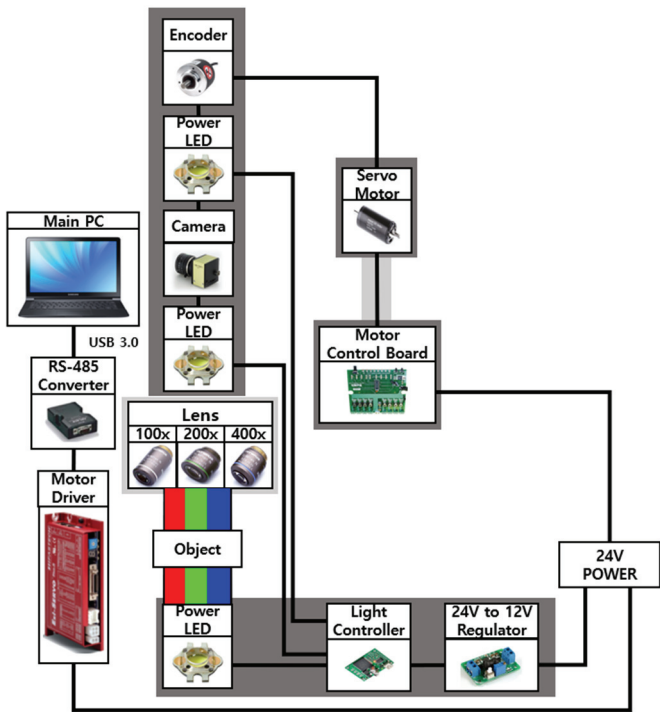 Encoder
Power
LED
Servo
Motor
Main PC
Camera
USB 3.0
Power
LED
Motor
Control Board
RS-485
Converter
Lens
100x 200x 400x
Motor
Driver
Object
24V
POWER
Power
LED
Light
Controller
24V to 12V
Regulator